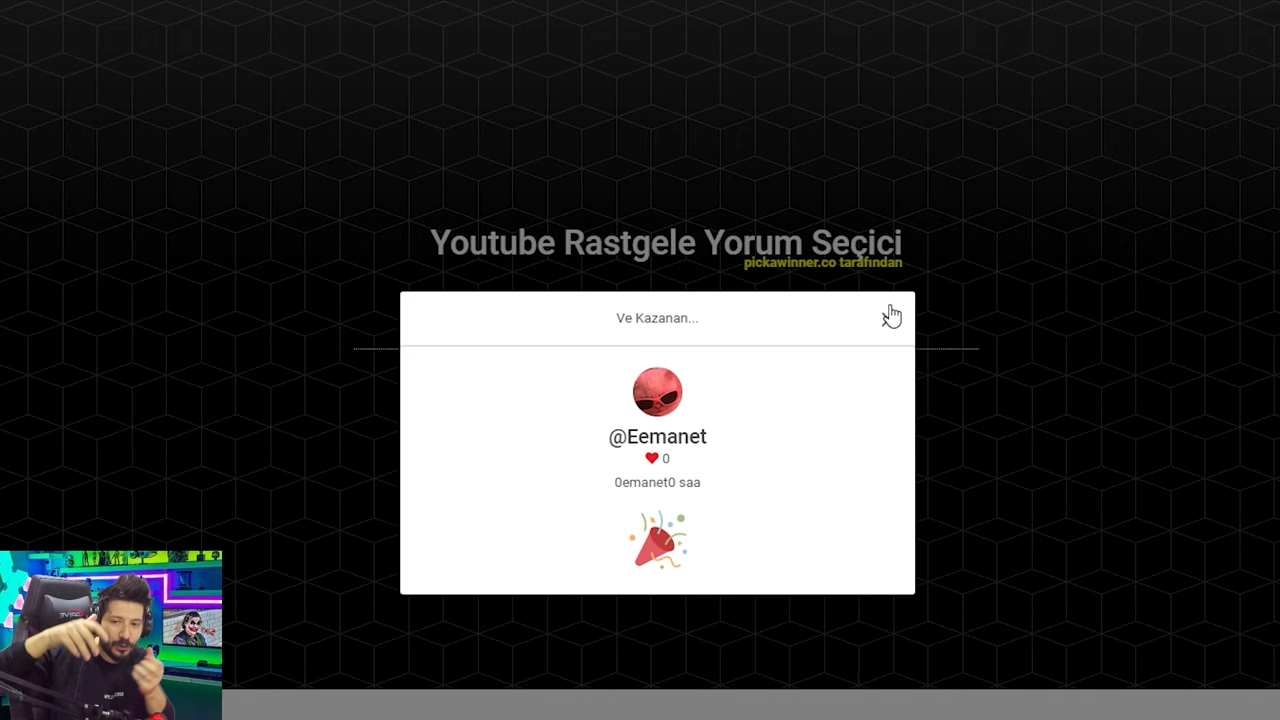 Youtube Rastgele Yorum Seçici
pickawinner.co tarafından
Ve Kazanan...
@Eemanet
0
0emanet0 saa